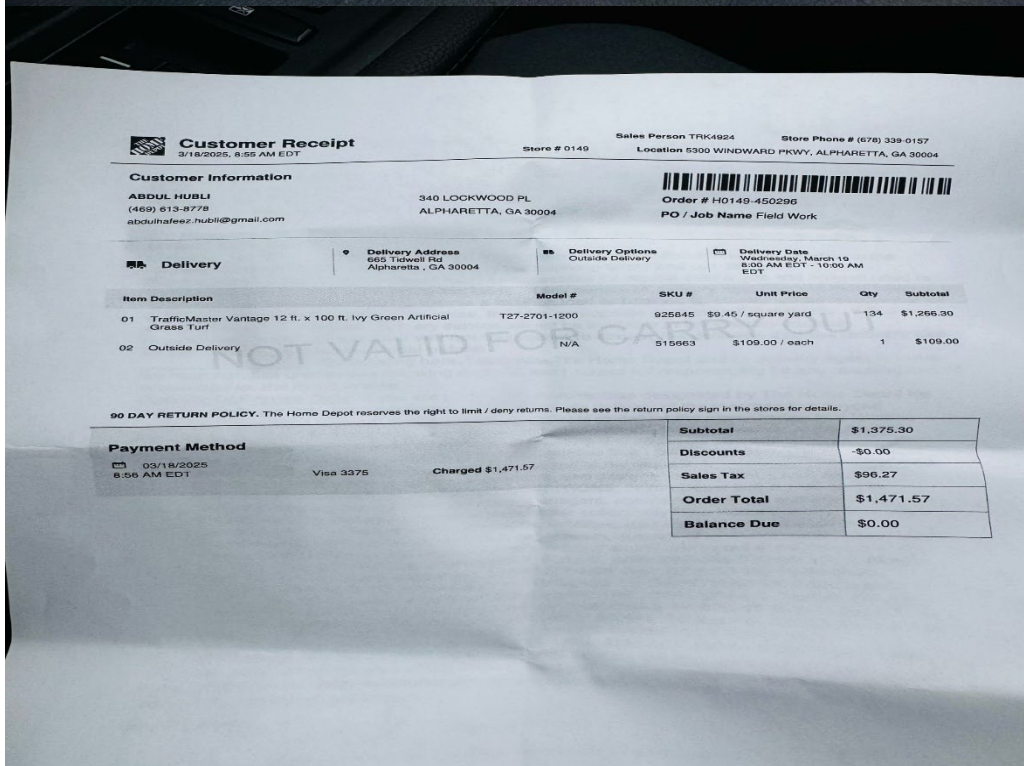 Customer Receipt
3/18/2025, 8:55 AM EDT
Store # 0149
Sales Person TRK4924 Store Phone # (678) 339-0157
Location 5300 WINDWARD PKWY, ALPHARETTA, GA 30004
Customer Information
ABDUL HUBLI
(469) 613-8778
abdulhafeez.hubli@gmail.com
340 LOCKWOOD PL
ALPHARETTA, GA 30004
Order # H0149-450296
PO / Job Name Field Work
Delivery
Delivery Address
665 Tidwell Rd
Alpharetta , GA 30004
Delivery Options
Outside Delivery
Delivery Date
Wednesday, March 19
8:00 AM EDT - 10:00 AM
EDT
Item Description Model # SKU # Unit Price Qty Subtotal
01 TrafficMaster Vantage 12 ft. x 100 ft. Ivy Green Artificial T27-2701-1200 925845 $9.45 / square yard 134 $1,266.30
Grass Turf
02 Outside Delivery N/A 515663 $109.00 / each 1 $109.00
NOT VALID FOR CARRY OUT
90 DAY RETURN POLICY. The Home Depot reserves the right to limit / deny returns. Please see the return policy sign in the stores for details.
Payment Method
03/18/2025
8:56 AM EDT
Visa 3375
Charged $1,471.57
Subtotal $1,375.30
Discounts -$0.00
Sales Tax $96.27
Order Total $1,471.57
Balance Due $0.00